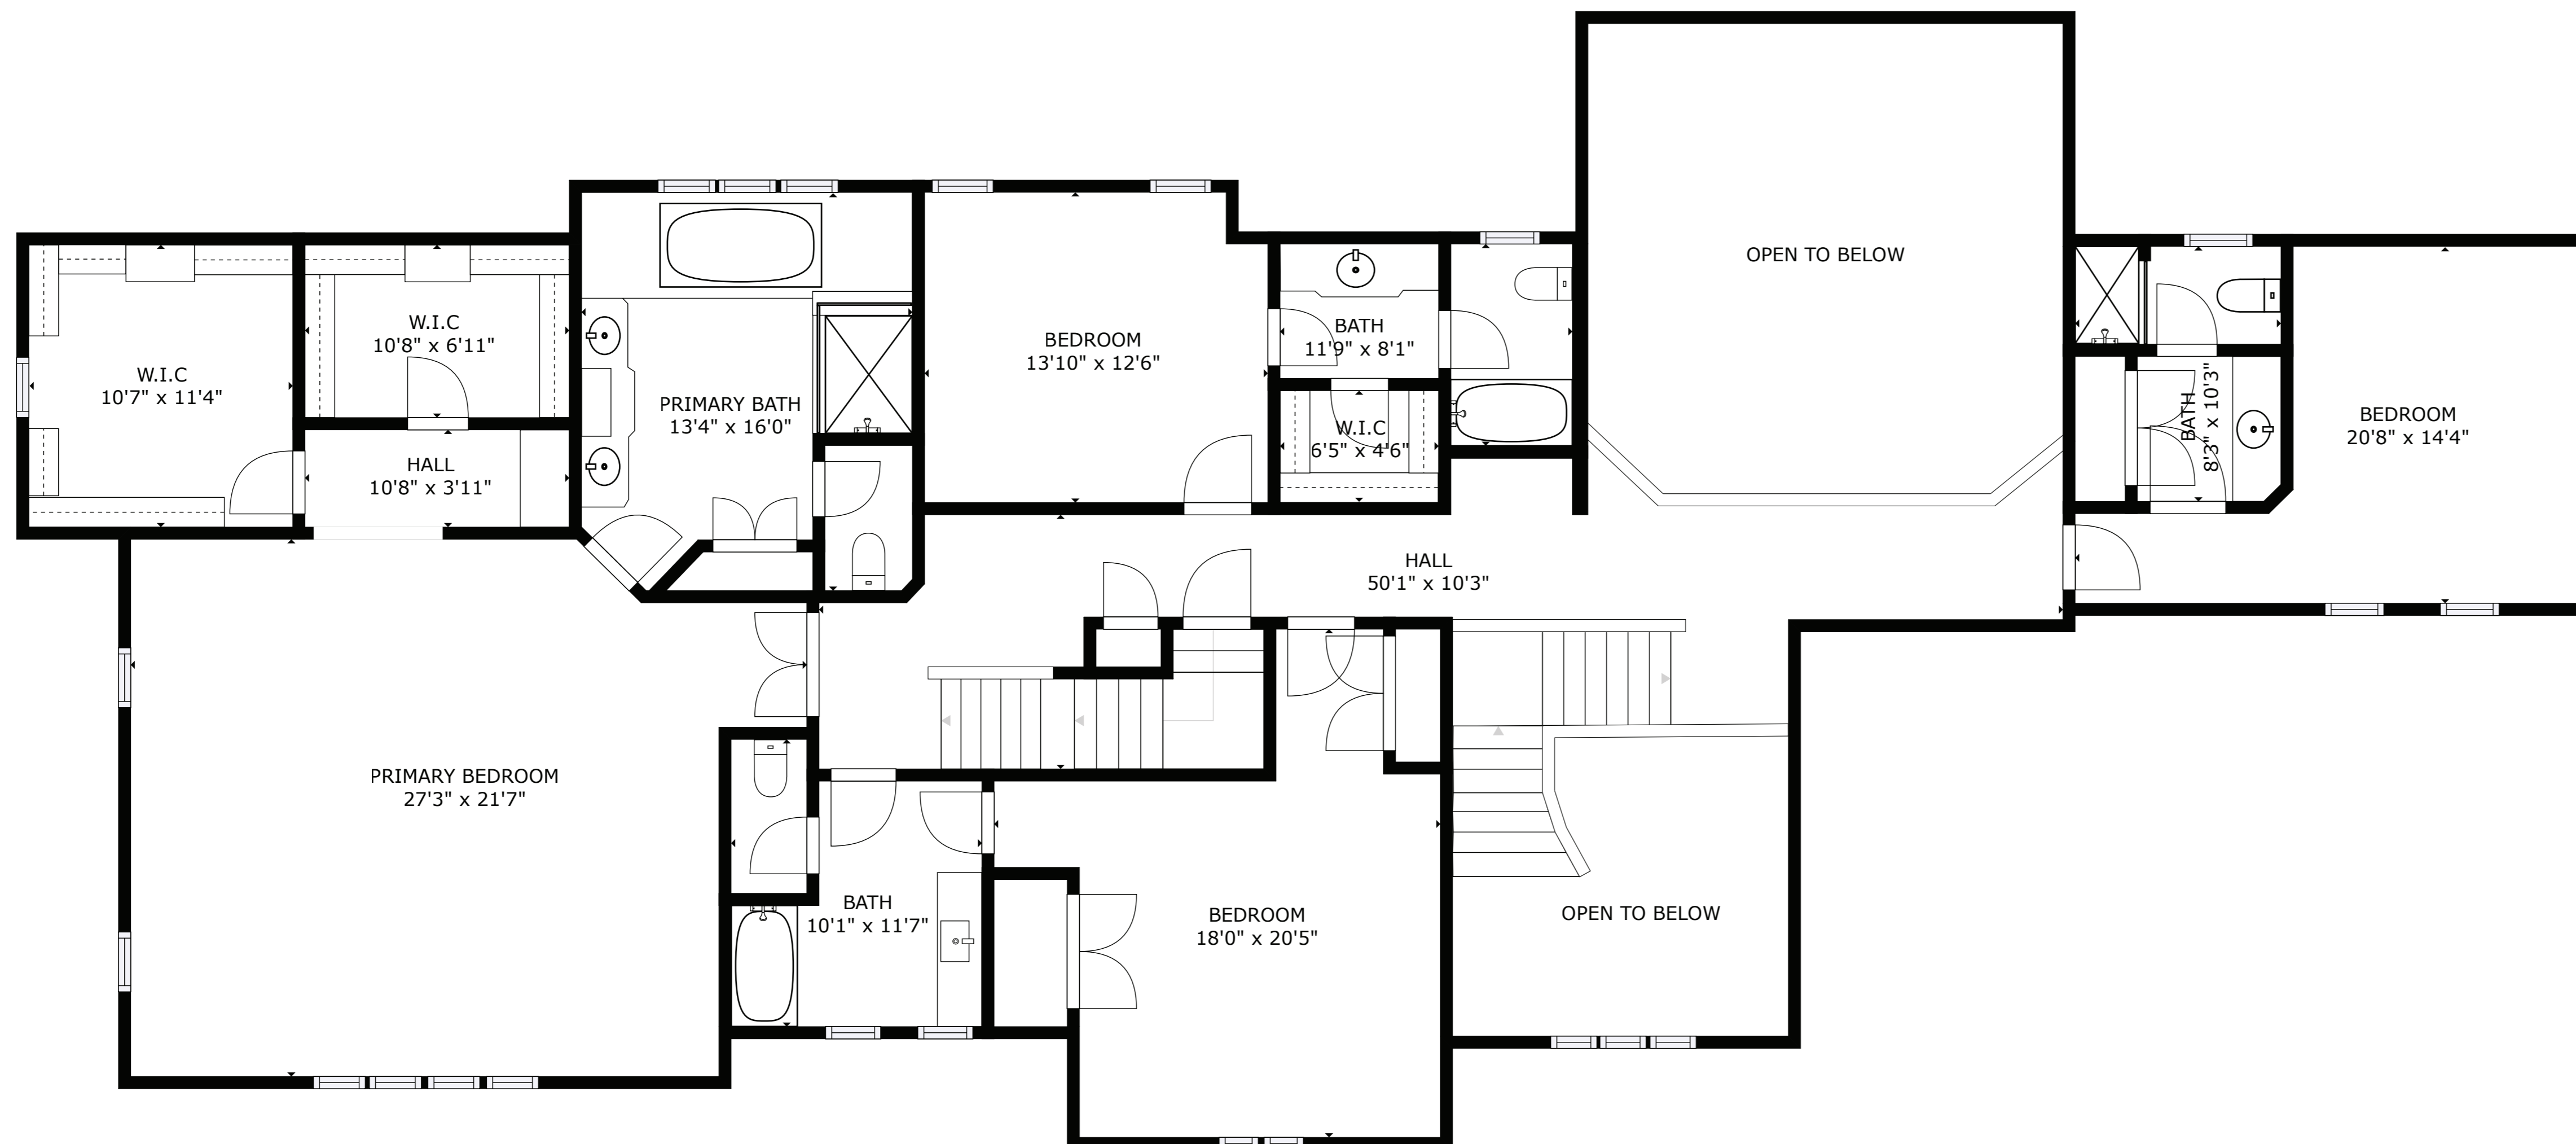 OPEN TO BELOW
W.I.C
10'8" x 6'11"
BATH
11'9" x 8'1"
BEDROOM
13'10" x 12'6"
W.I.C
10'7" x 11'4"
PRIMARY BATH
13'4" x 16'0"
W.I.C
6'5" x 4'6"
BATH
8'3" x 10'3"
BEDROOM
20'8" x 14'4"
HALL
10'8" x 3'11"
HALL
50'1" x 10'3"
PRIMARY BEDROOM
27'3" x 21'7"
BATH
10'1" x 11'7"
BEDROOM
18'0" x 20'5"
OPEN TO BELOW